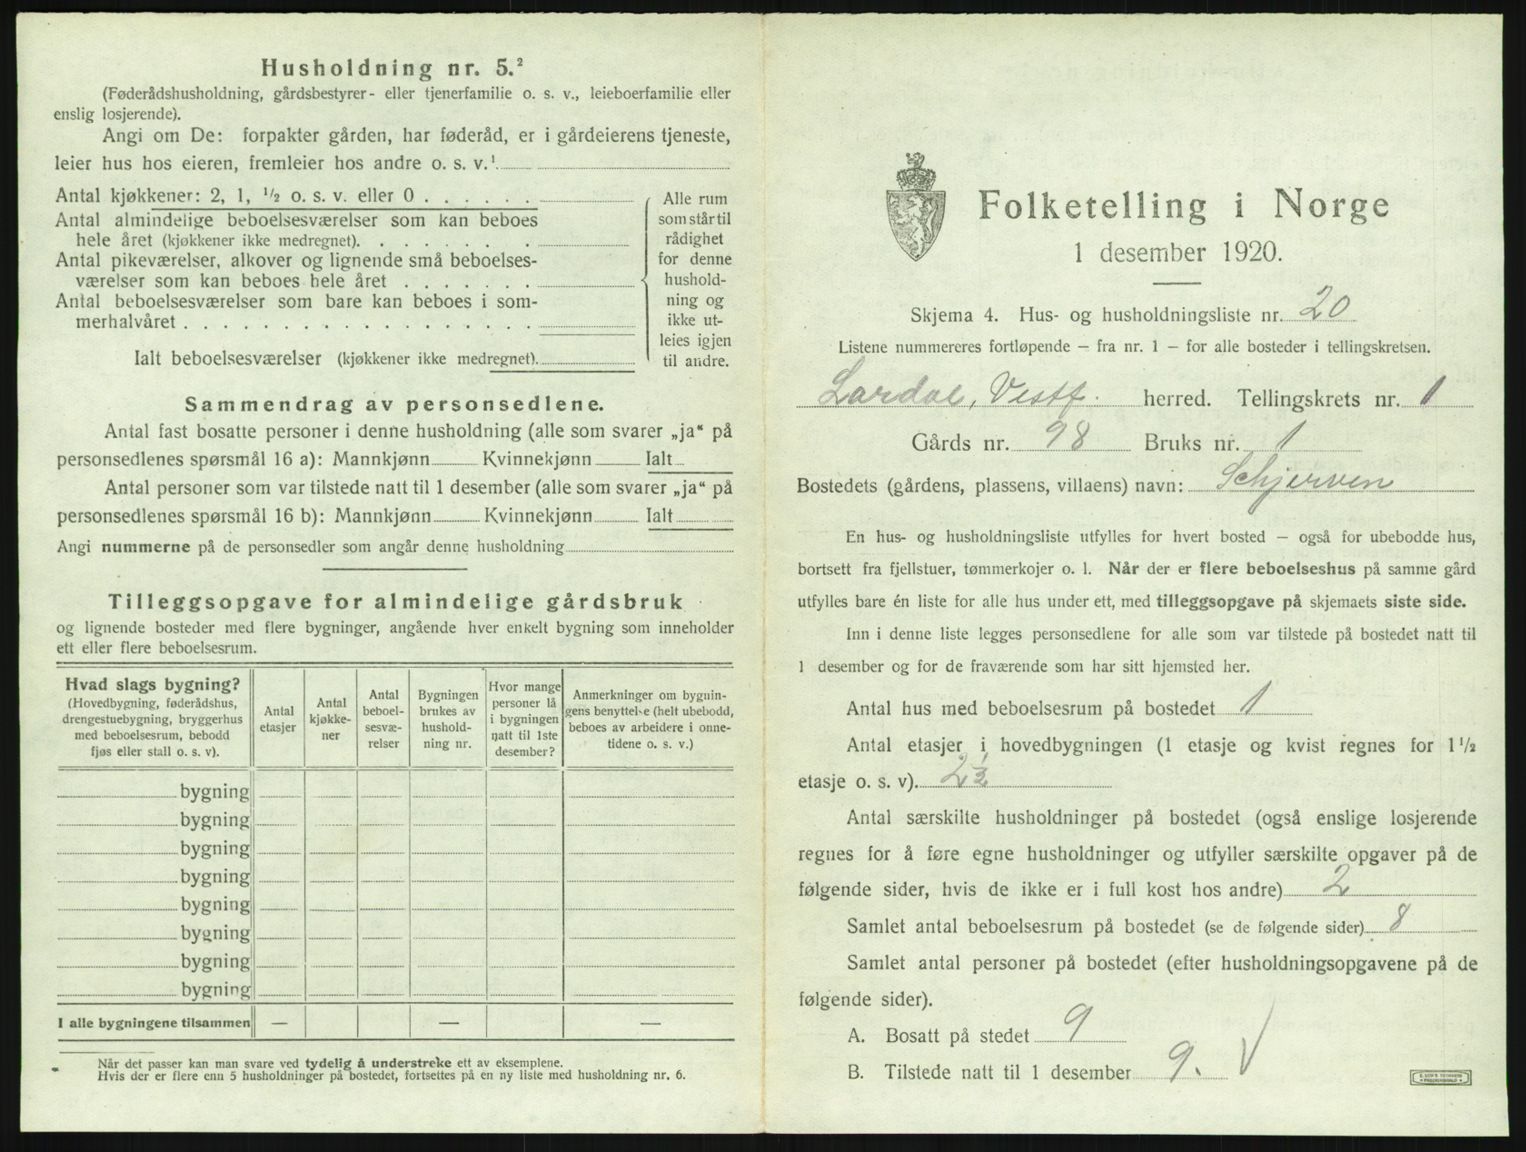 Husholdning nr. 5.²
(Føderådshusholdning, gårdsbestyrer- eller tjenerfamilie o. s. v., leieboerfamilie eller
enslig losjerende).
Angi om De: forpakter gården, har føderåd, er i gårdeierens tjeneste,
leier hus hos eieren, fremleier hos andre o. s. v.¹
Antal kjøkkener: 2, 1, ½ o. s. v. eller 0 . . . . . .
Antal almindelige beboelsesværelser som kan beboes
hele året (kjøkkener ikke medregnet). . . . . . . .
Antal pikeværelser, alkover og lignende små beboelses-
værelser som kan beboes hele året . . . . . . .
Antal beboelsesværelser som bare kan beboes i som-
merhalvåret . . . . . . . . . . . . . . . . . .
Ialt beboelsesværelser (kjøkkener ikke medregnet).
Alle rum
som står til
rådighet
for denne
hushold-
ning og
ikke ut-
leies igjen
til andre.
Sammendrag av personsedlene.
Antal fast bosatte personer i denne husholdning (alle som svarer „ja“ på
personsedlenes spørsmål 16 a): Mannkjønn Kvinnekjønn Ialt
Antal personer som var tilstede natt til 1 desember (alle som svarer „ja“ på
personsedlenes spørsmål 16 b): Mannkjønn Kvinnekjønn Ialt
Angi nummerne på de personsedler som angår denne husholdning
Tilleggsopgave for almindelige gårdsbruk
og lignende bosteder med flere bygninger, angående hver enkelt bygning som inneholder
ett eller flere beboelsesrum.
Hvad slags bygning?
(Hovedbygning, føderådshus,
drengestuebygning, bryggerhus
med beboelsesrum, bebodd
fjøs eller stall o. s. v).
Antal
etasjer
Antal
kjøkke-
ner
Antal
beboel-
sesvæ-
relser
Bygningen
brukes av
hushold-
ning nr.
Hvor mange
personer lå
i bygningen
natt til 1ste
desember?
Anmerkninger om bygnin-
gens benyttelse (helt ubebodd,
beboes av arbeidere i onne-
tidene o. s. v.)
bygning
bygning
bygning
bygning
bygning
bygning
bygning
bygning
I alle bygningene tilsammen — — —
Når det passer kan man svare ved tydelig å understreke ett av eksemplene.
Hvis der er flere enn 5 husholdninger på bostedet, fortsettes på en ny liste med husholdning nr. 6.
Folketelling i Norge
1 desember 1920.
Skjema 4. Hus- og husholdningsliste nr. 20
Listene nummereres fortløpende – fra nr. 1 – for alle bosteder i tellingskretsen.
Lardal, Vestf. herred. Tellingskrets nr. 1
Gårds nr. 98 Bruks nr. 1
Bostedets (gårdens, plassens, villaens) navn: Schjerven
En hus- og husholdningsliste utfylles for hvert bosted – også for ubebodde hus,
bortsett fra fjellstuer, tømmerkojer o. l. Når der er flere beboelseshus på samme gård
utfylles bare én liste for alle hus under ett, med tilleggsopgave på skjemaets siste side.
Inn i denne liste legges personsedlene for alle som var tilstede på bostedet natt til
1 desember og for de fraværende som har sitt hjemsted her.
Antal hus med beboelsesrum på bostedet 1
Antal etasjer i hovedbygningen (1 etasje og kvist regnes for 1½
etasje o. s. v). 2½
Antal særskilte husholdninger på bostedet (også enslige losjerende
regnes for å føre egne husholdninger og utfyller særskilte opgaver på de
følgende sider, hvis de ikke er i full kost hos andre) 2
Samlet antal beboelsesrum på bostedet (se de følgende sider) 8
Samlet antal personer på bostedet (efter husholdningsopgavene på de
følgende sider).
A. Bosatt på stedet 9
B. Tilstede natt til 1 desember 9. √